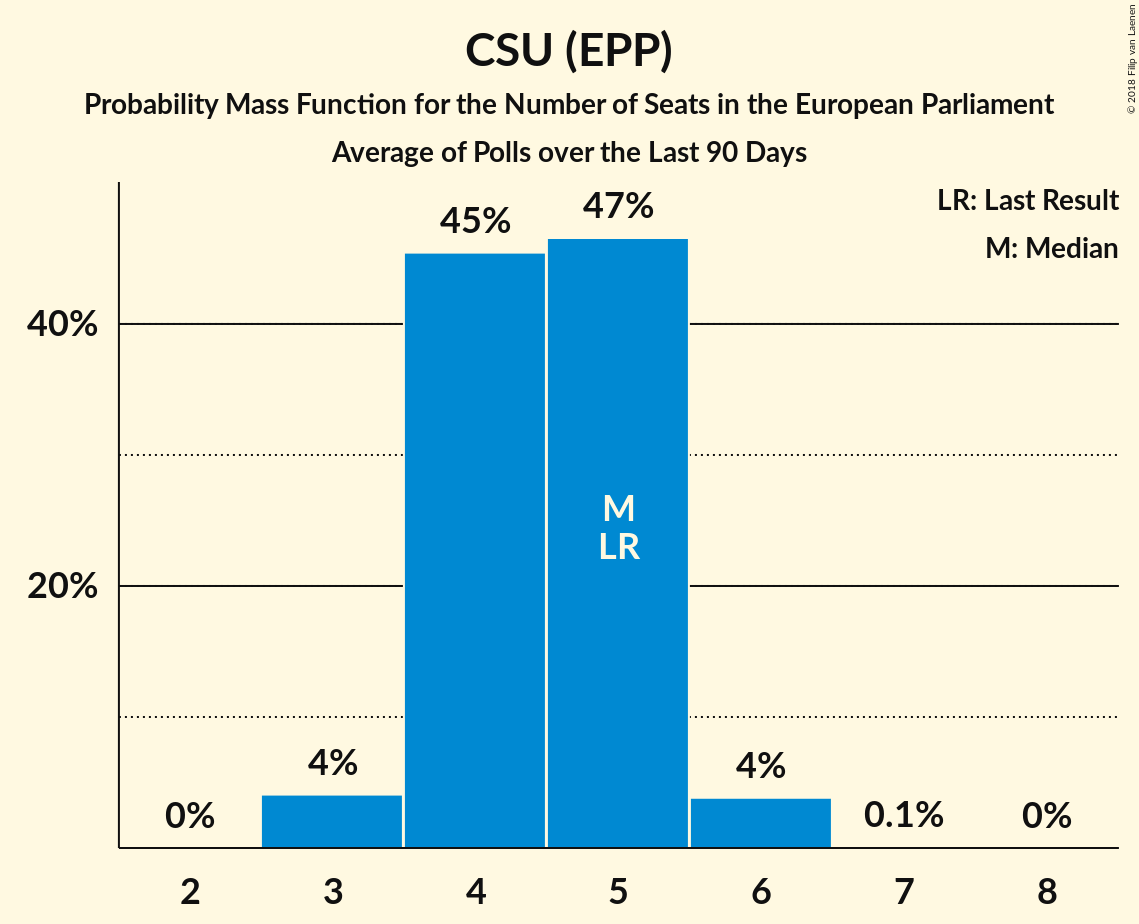 CSU (EPP)
Probability Mass Function for the Number of Seats in the European Parliament
Average of Polls over the Last 90 Days
© 2018 Filip van Laenen
LR: Last Result
M: Median
45%
47%
40%
M
LR
20%
4%
4%
0%
0.1%
0%
2
3
4
5
6
7
8